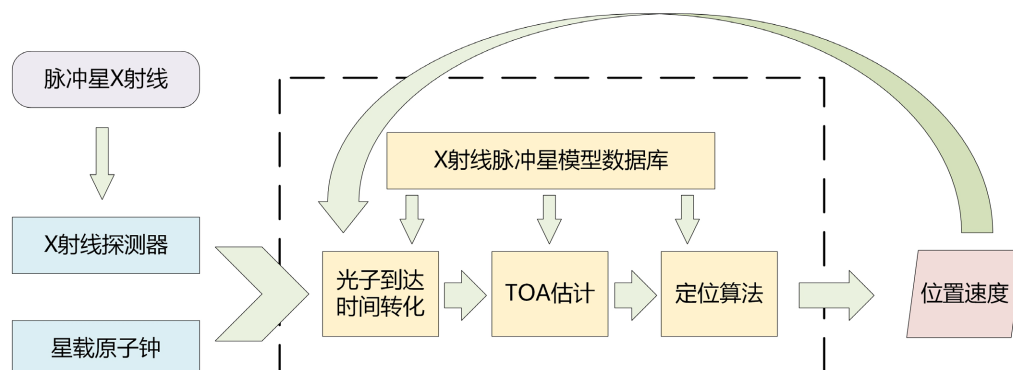 脉冲星X射线
X射线脉冲星模型数据库
X射线探测器
光子到达
时间转化
TOA估计
定位算法
位置速度
星载原子钟